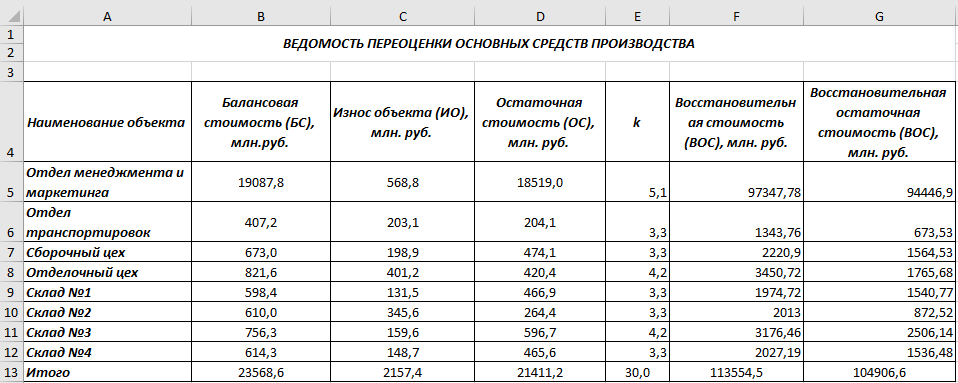 A B C D E F G
1 ВЕДОМОСТЬ ПЕРЕОЦЕНКИ ОСНОВНЫХ СРЕДСТВ ПРОИЗВОДСТВА
2
3
Наименование объекта
Балансовая
стоимость (БС),
млн.руб.
Износ объекта (ИО),
млн. руб.
Остаточная
стоимость (ОС),
млн. руб.
k
Восстановительн
ая стоимость
(ВОС), млн. руб.
Восстановительная
остаточная
стоимость (ВОС),
млн. руб.
4
Отдел менеджмента и
маркетинга
5 19087,8 568,8 18519,0 5,1 97347,78 94446,9
Отдел
транспортировок
6 407,2 203,1 204,1 3,3 1343,76 673,53
7 Сборочный цех 673,0 198,9 474,1 3,3 2220,9 1564,53
8 Отделочный цех 821,6 401,2 420,4 4,2 3450,72 1765,68
9 Склад №1 598,4 131,5 466,9 3,3 1974,72 1540,77
10 Склад №2 610,0 345,6 264,4 3,3 2013 872,52
11 Склад №3 756,3 159,6 596,7 4,2 3176,46 2506,14
12 Склад №4 614,3 148,7 465,6 3,3 2027,19 1536,48
13 Итого 23568,6 2157,4 21411,2 30,0 113554,5 104906,6